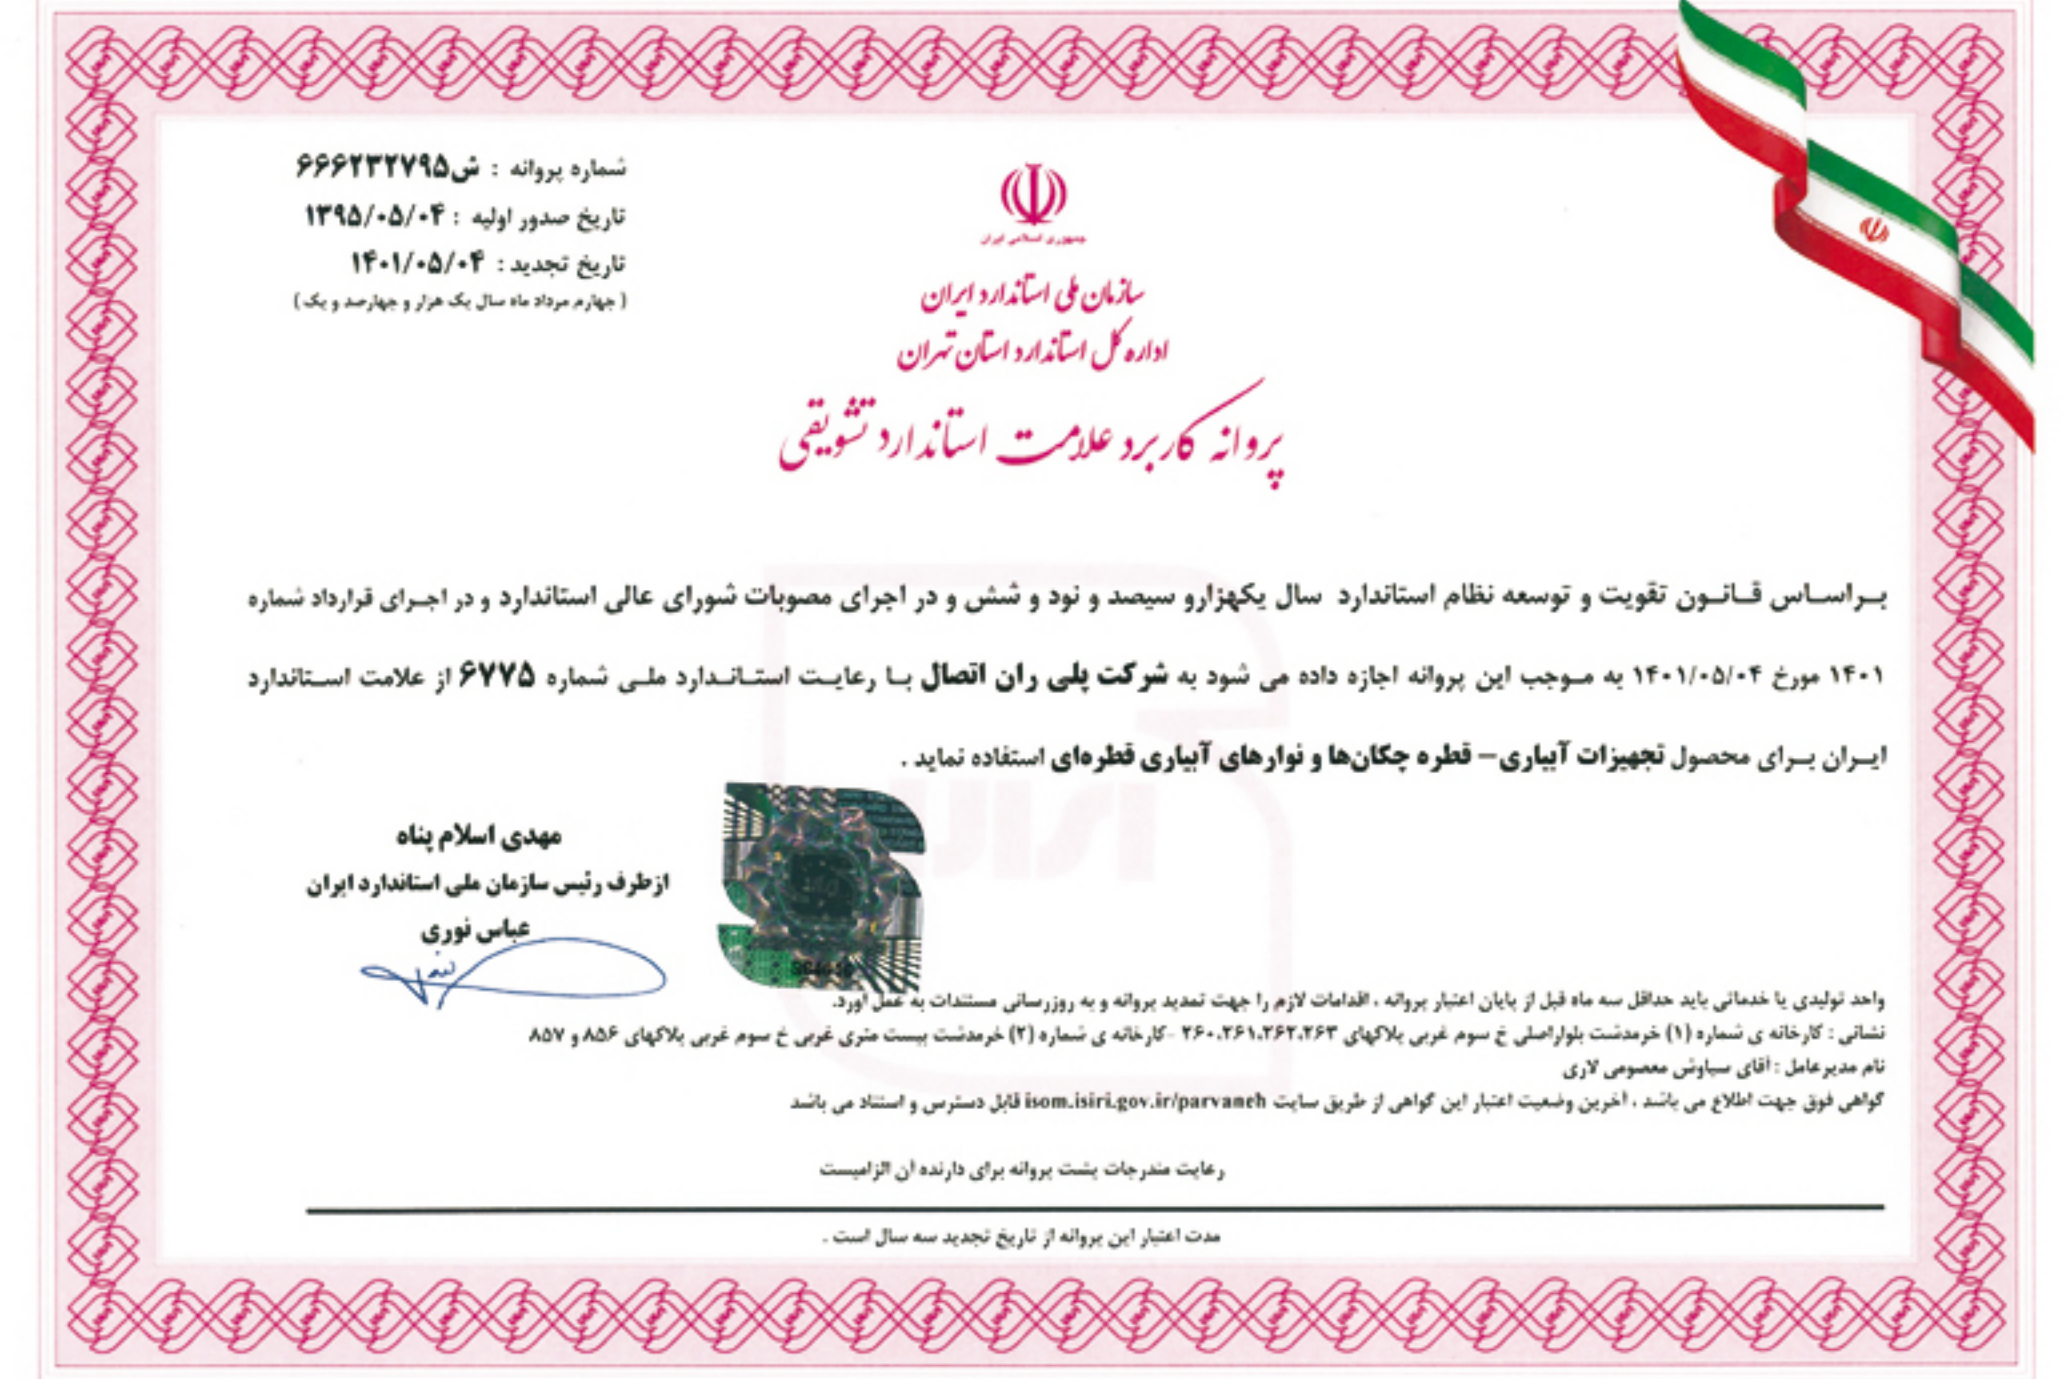 شماره پروانه : ش۶۶۶۲۳۲۷۹۵
تاریخ صدور اولیه : ۱۳۹۵/۰۵/۰۴
تاریخ تجدید : ۱۴۰۱/۰۵/۰۴
( چهارم مرداد ماه سال یک هزار و چهارصد و یک )
جمهوری اسلامی ایران
سازمان ملی استاندارد ایران
اداره کل استاندارد استان تهران
پروانه کاربرد علامت استاندارد تشویقی
براساس قانون تقویت و توسعه نظام استاندارد سال یکهزارو سیصد و نود و شش و در اجرای مصوبات شورای عالی استاندارد و در اجرای قرارداد شماره
۱۴۰۱ مورخ ۱۴۰۱/۰۵/۰۴ به موجب این پروانه اجازه داده می شود به شرکت پلی ران اتصال با رعایت استاندارد ملی شماره ۶۷۷۵ از علامت استاندارد
ایران برای محصول تجهیزات آبیاری– قطره چکان‌ها و نوارهای آبیاری قطره‌ای استفاده نماید .
مهدی اسلام پناه
ازطرف رئیس سازمان ملی استاندارد ایران
عباس نوری
واحد تولیدی یا خدماتی باید حداقل سه ماه قبل از پایان اعتبار پروانه ، اقدامات لازم را جهت تمدید پروانه و به روزرسانی مستندات به عمل آورد.
نشانی : کارخانه ی شماره (۱) خرمدشت بلواراصلی خ سوم غربی پلاکهای ۲۶۰،۲۶۱،۲۶۲،۲۶۳ -کارخانه ی شماره (۲) خرمدشت بیست متری غربی خ سوم غربی پلاکهای ۸۵۶ و ۸۵۷
نام مدیرعامل : آقای سیاوش معصومی لاری
گواهی فوق جهت اطلاع می باشد ، آخرین وضعیت اعتبار این گواهی از طریق سایت isom.isiri.gov.ir/parvaneh قابل دسترس و استناد می باشد
رعایت مندرجات پشت پروانه برای دارنده آن الزامیست
مدت اعتبار این پروانه از تاریخ تجدید سه سال است .